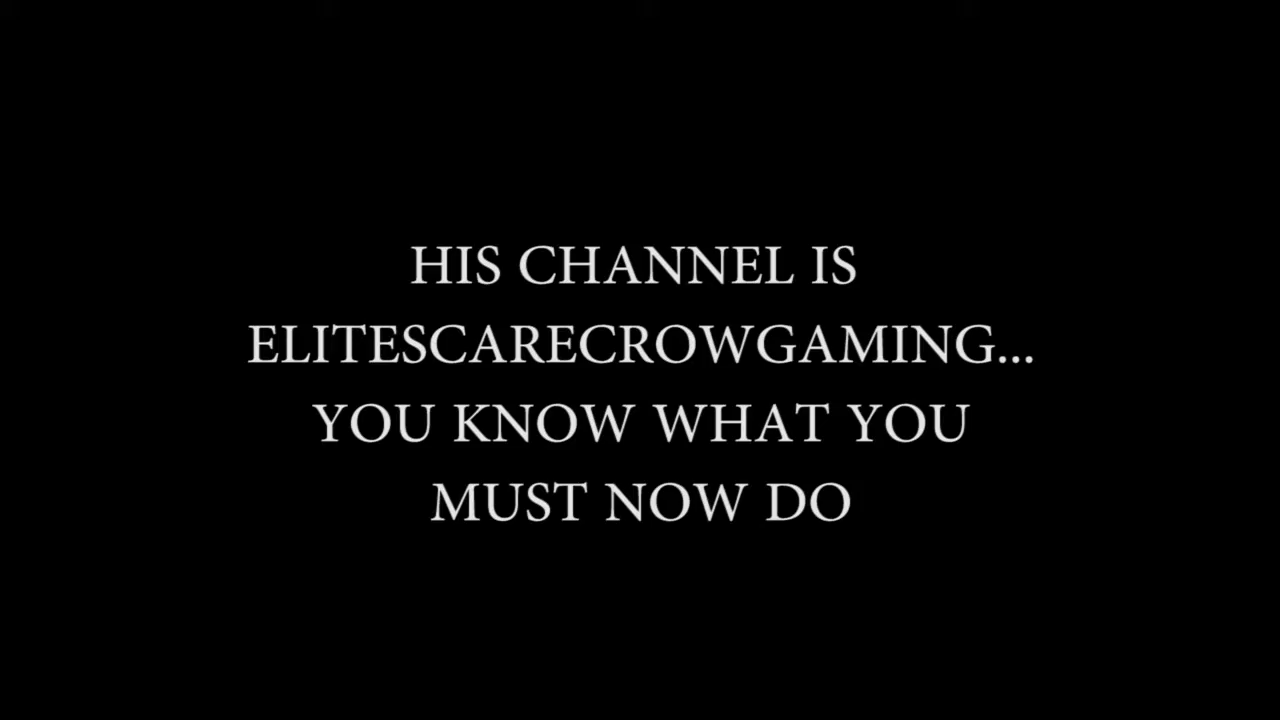 HIS CHANNEL IS
ELITESCARECROWGAMING...
YOU KNOW WHAT YOU
MUST NOW DO